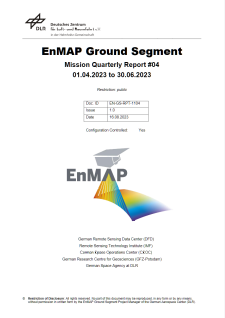 DLR
Deutsches Zentrum
für Luft- und Raumfahrt e.V.
in der Helmholtz-Gemeinschaft
EnMAP Ground Segment
Mission Quarterly Report #04
01.04.2023 to 30.06.2023
Restriction: public
Doc. ID EN-GS-RPT-1104
Issue 1.0
Date
Configuration Controlled: Yes
EnMAP
German Remote Sensing Data Center (DFD)
Remote Sensing Technology Institute (IMF)
German Space Operations Center (GSOC)
German Research Centre for Geosciences (GFZ-Potsdam)
German Space Agency at DLR
© Restriction of Disclosure: All rights reserved. No part of this document may be reproduced in any form or by any means,
without permission in written form by the EnMAP Ground Segment Project Manager of the German Aerospace Center (DLR).